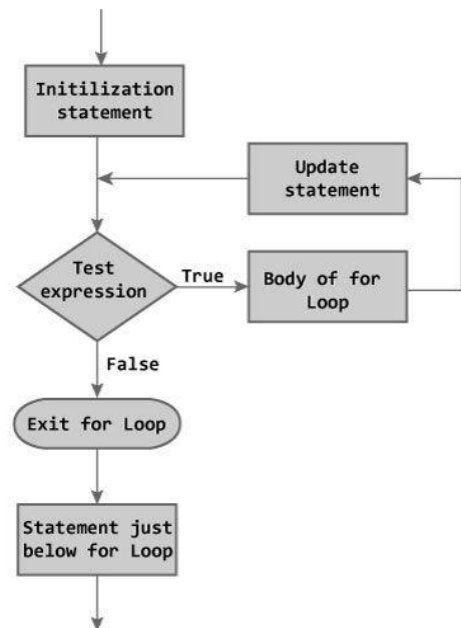 Initilization
statement
Update
statement
Test
expression
True
Body of for
Loop
False
Exit for Loop
Statement just
below for Loop